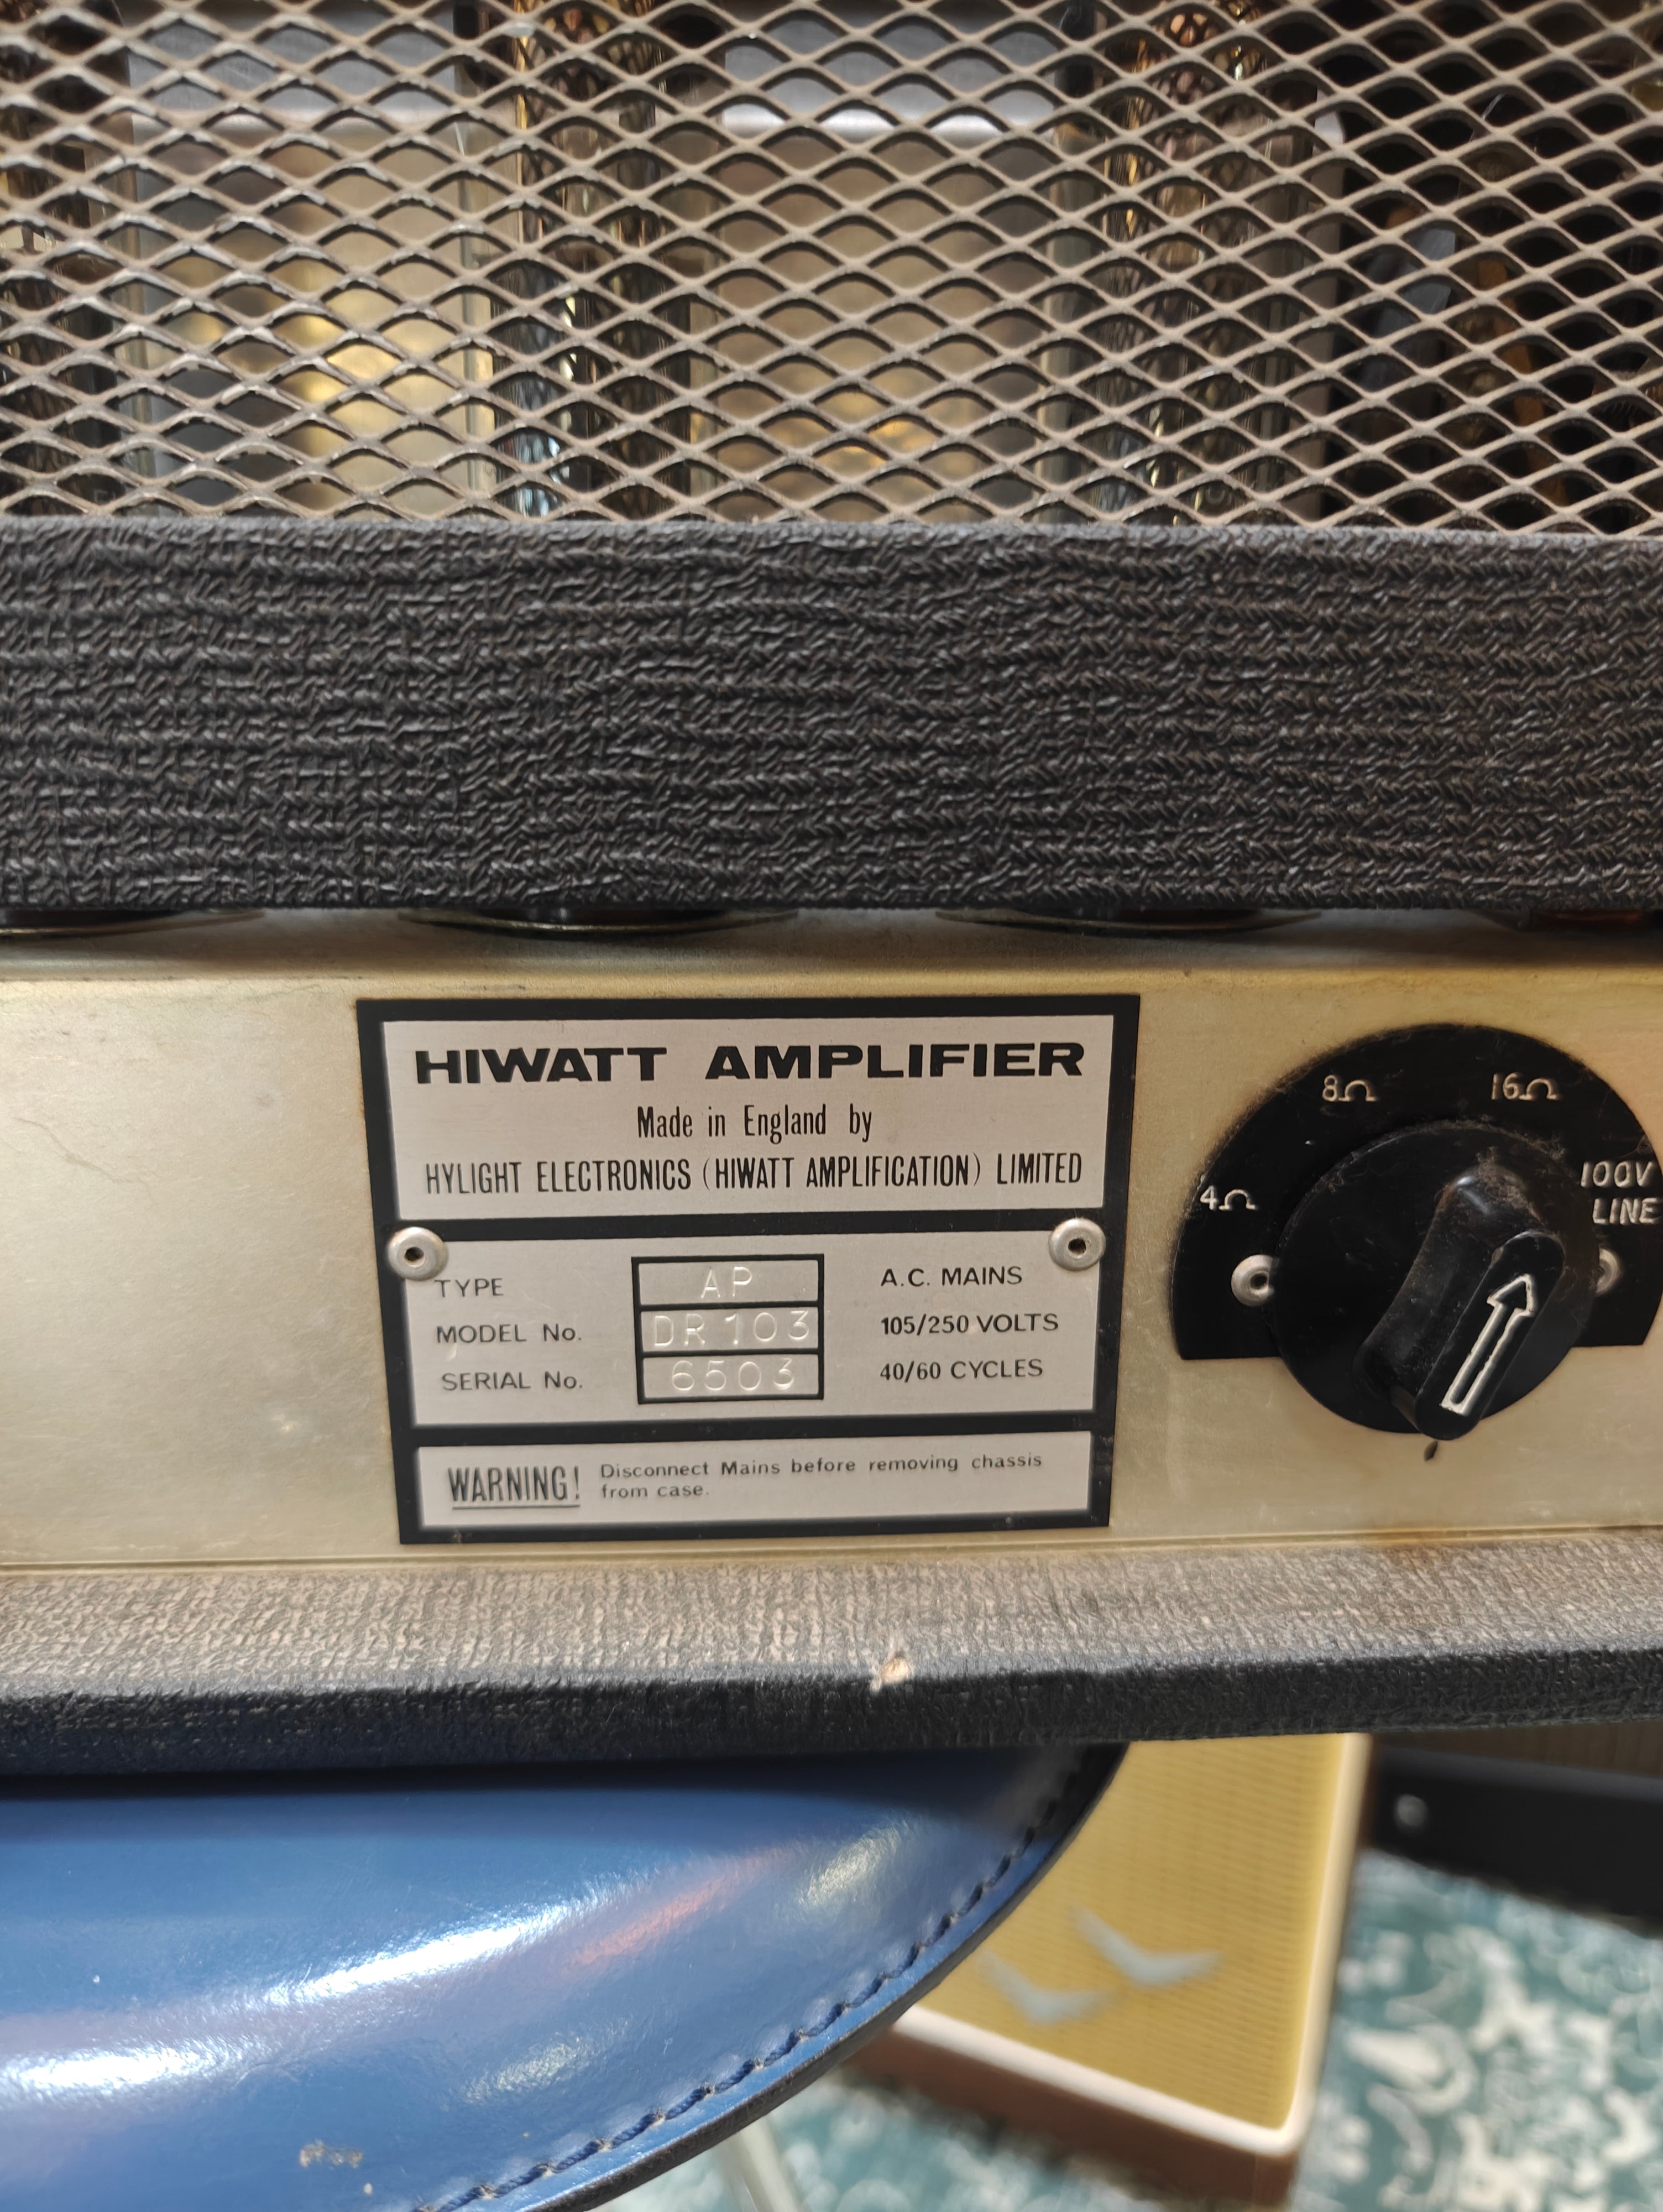 HIWATT AMPLIFIER
Made in England by
HYLIGHT ELECTRONICS (HIWATT AMPLIFICATION) LIMITED
TYPE AP
MODEL No. DR103
SERIAL No. 6503
A.C. MAINS
105/250 VOLTS
40/60 CYCLES
WARNING! Disconnect Mains before removing chassis
from case.
4Ω
8Ω
16Ω
100V
LINE